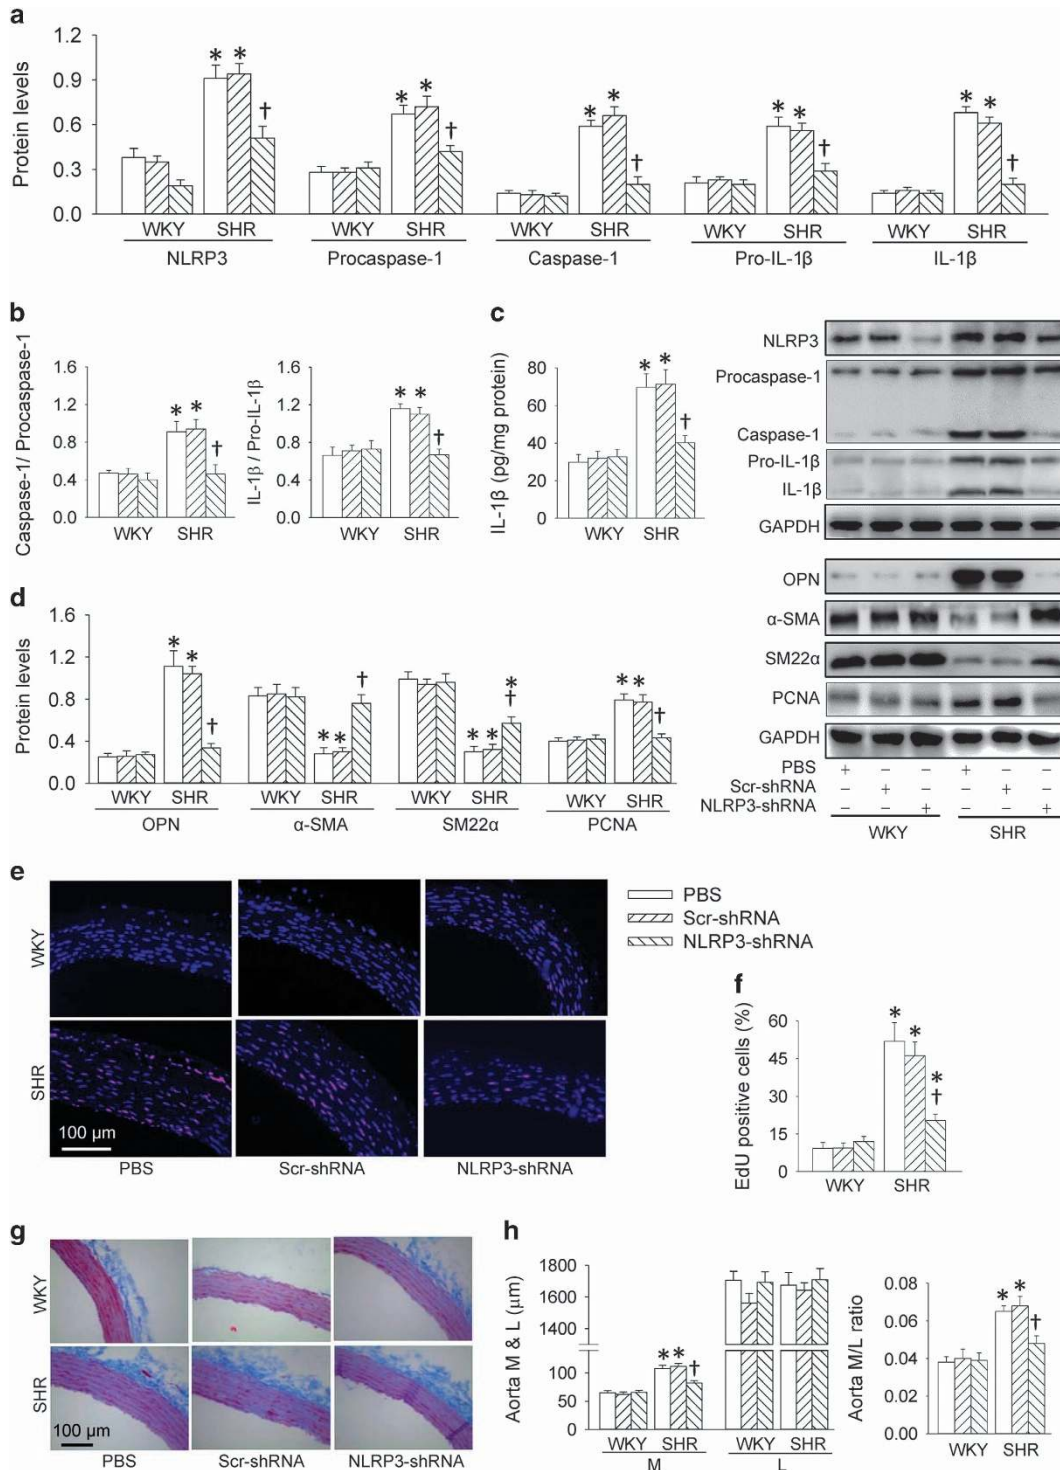 a
Protein levels
1.2
0.9
0.6
0.3
0.0
* * †
* * †
* * †
* * †
* * †
WKY SHR WKY SHR WKY SHR WKY SHR WKY SHR
NLRP3 Procaspase-1 Caspase-1 Pro-IL-1β IL-1β
b
Caspase-1/ Procaspase-1
1.6
1.2
0.8
0.4
0.0
* * †
WKY SHR
IL-1β / Pro-IL-1β
1.6
1.2
0.8
0.4
0.0
* * †
WKY SHR
c
IL-1β (pg/mg protein)
80
60
40
20
0
* * †
WKY SHR
NLRP3
Procaspase-1
Caspase-1
Pro-IL-1β
IL-1β
GAPDH
OPN
α-SMA
SM22α
PCNA
GAPDH
PBS + − − + − −
Scr-shRNA − + − − + −
NLRP3-shRNA − − + − − +
WKY SHR
d
Protein levels
1.6
1.2
0.8
0.4
0.0
* * †
* * †
* * * †
* * †
WKY SHR WKY SHR WKY SHR WKY SHR
OPN α-SMA SM22α PCNA
e
WKY
SHR
100 µm
PBS Scr-shRNA NLRP3-shRNA
PBS
Scr-shRNA
NLRP3-shRNA
f
EdU positive cells (%)
60
45
30
15
0
* * * †
WKY SHR
g
WKY
SHR
100 µm
PBS Scr-shRNA NLRP3-shRNA
h
Aorta M & L (µm)
1800
1600
1400
100
50
0
** †
WKY SHR WKY SHR
M L
Aorta M/L ratio
0.08
0.06
0.04
0.02
0.00
* * †
WKY SHR